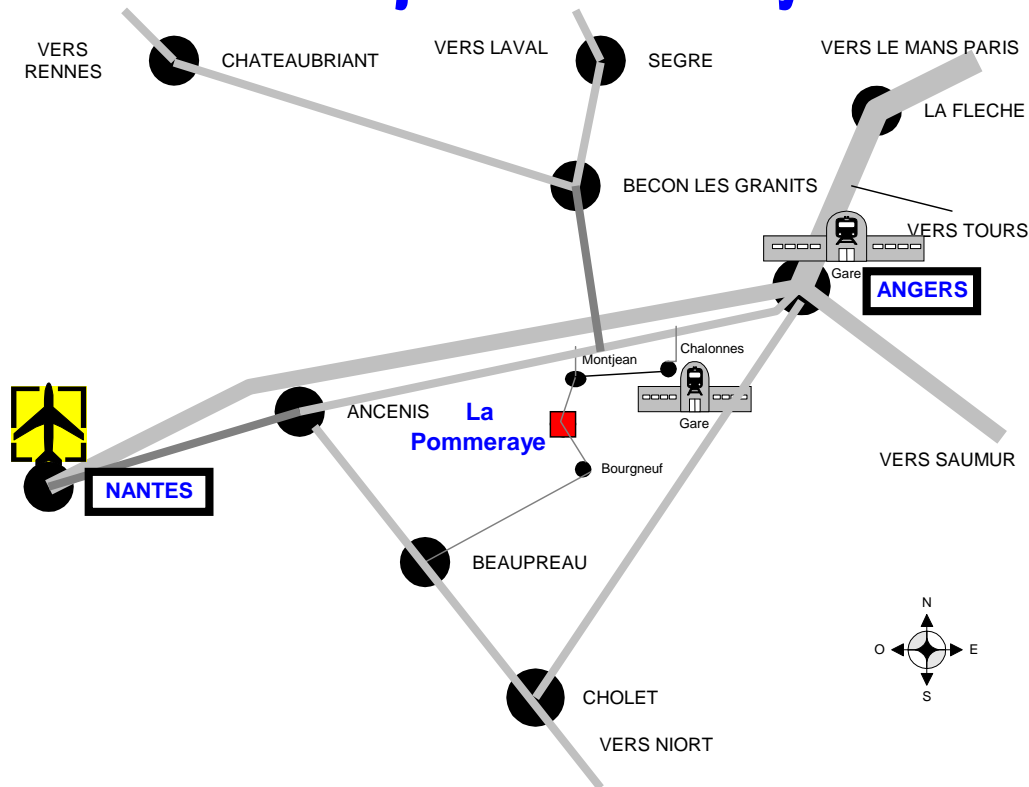 VERS
RENNES
CHATEAUBRIANT
VERS LAVAL
SEGRE
VERS LE MANS PARIS
LA FLECHE
BECON LES GRANITS
VERS TOURS
Gare
ANGERS
Montjean
Chalonnes
Gare
ANCENIS
La
Pommeraye
Bourgneuf
VERS SAUMUR
NANTES
BEAUPREAU
N
O
E
S
CHOLET
VERS NIORT